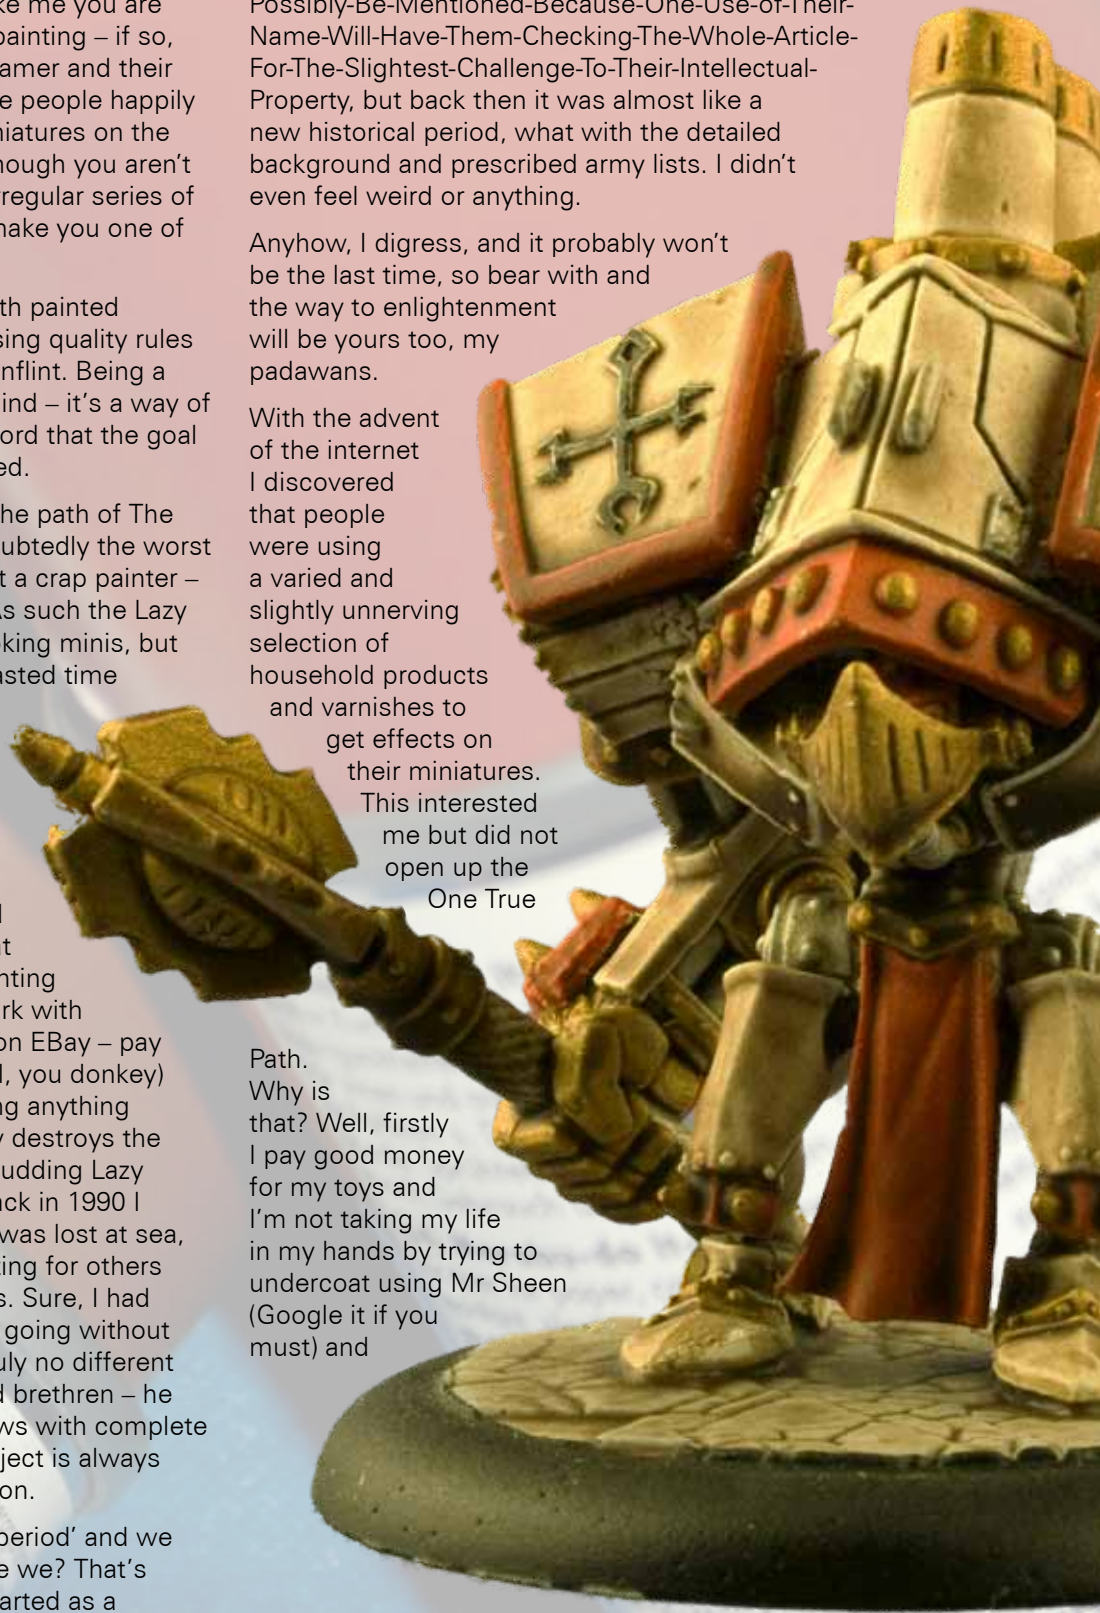 ke me you are
painting – if so,
amer and their
e people happily
niatures on the
hough you aren't
rregular series of
make you one of
th painted
sing quality rules
nflint. Being a
ind – it's a way of
ord that the goal
ed.
he path of The
ubtedly the worst
t a crap painter –
As such the Lazy
oking minis, but
asted time
l
at
nting
rk with
on EBay – pay
l, you donkey)
ng anything
y destroys the
udding Lazy
ack in 1990 I
was lost at sea,
ting for others
s. Sure, I had
going without
uly no different
d brethren – he
ws with complete
ject is always
on.
period' and we
e we? That's
arted as a
Possibly-Be-Mentioned-Because-One-Use-of-Their-
Name-Will-Have-Them-Checking-The-Whole-Article-
For-The-Slightest-Challenge-To-Their-Intellectual-
Property, but back then it was almost like a
new historical period, what with the detailed
background and prescribed army lists. I didn't
even feel weird or anything.
Anyhow, I digress, and it probably won't
be the last time, so bear with and
the way to enlightenment
will be yours too, my
padawans.
With the advent
of the internet
I discovered
that people
were using
a varied and
slightly unnerving
selection of
household products
and varnishes to
get effects on
their miniatures.
This interested
me but did not
open up the
One True
Path.
Why is
that? Well, firstly
I pay good money
for my toys and
I'm not taking my life
in my hands by trying to
undercoat using Mr Sheen
(Google it if you
must) and